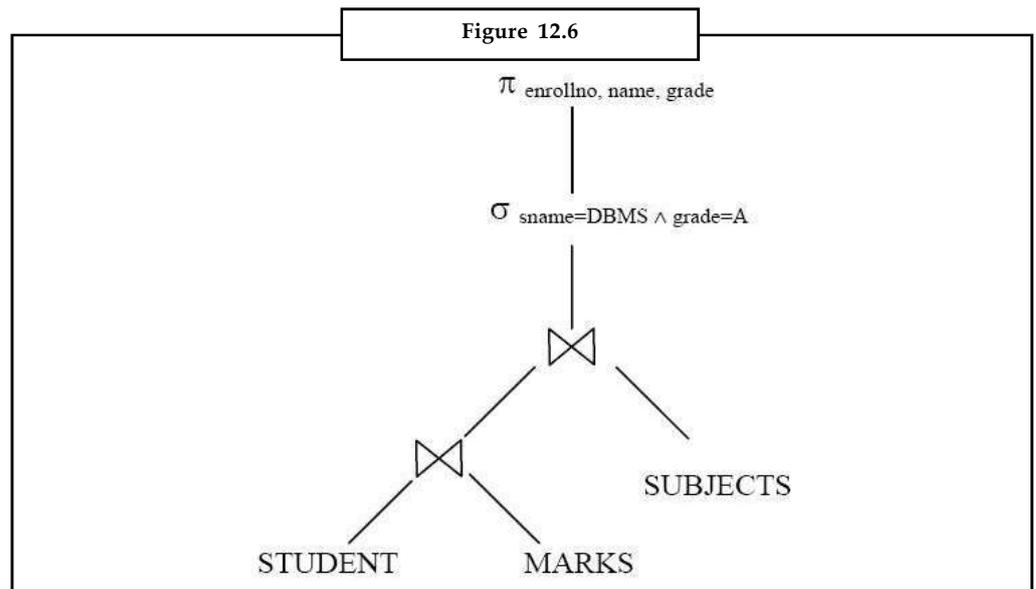 Figure 12.6
π enrollno, name, grade
σ sname=DBMS ∧ grade=A
SUBJECTS
STUDENT MARKS